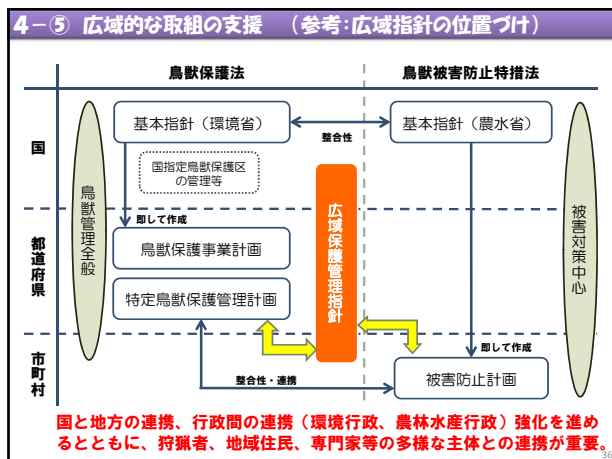 4-⑤ 広域的な取組の支援 (参考:広域指針の位置づけ)
鳥獣保護法
鳥獣被害防止特措法
国
基本指針(環境省)
整合性
基本指針(農水省)
国指定鳥獣保護区
の管理等
鳥獣管理全般
広域保護管理指針
被害対策中心
即して作成
都道府県
鳥獣保護事業計画
特定鳥獣保護管理計画
市町村
即して作成
整合性・連携
被害防止計画
国と地方の連携、行政間の連携(環境行政、農林水産行政)強化を進め
るとともに、狩猟者、地域住民、専門家等の多様な主体との連携が重要。
36